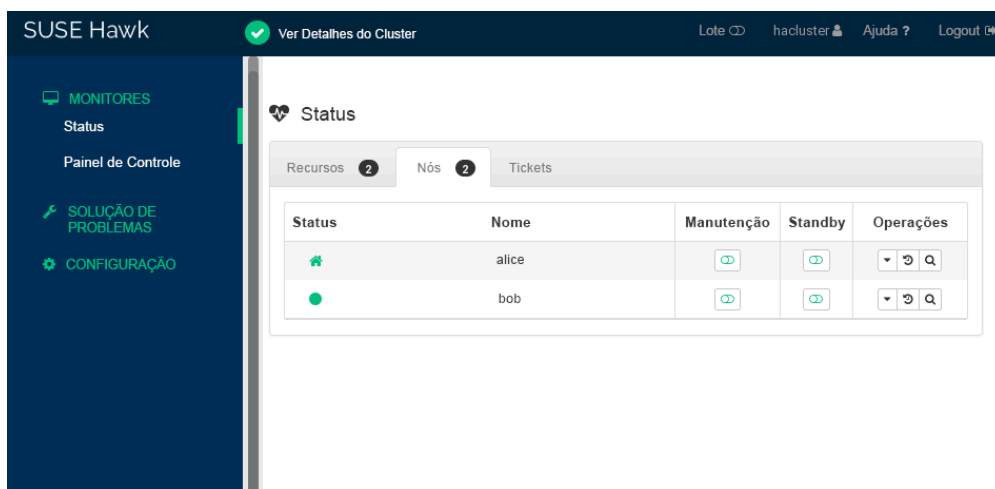 SUSE Hawk Ver Detalhes do Cluster Lote hacluster Ajuda ? Logout
MONITORES
Status
Painel de Controle
SOLUÇÃO DE
PROBLEMAS
CONFIGURAÇÃO
Status
Recursos 2 Nós 2 Tickets
Status Nome Manutenção Standby Operações
alice
bob